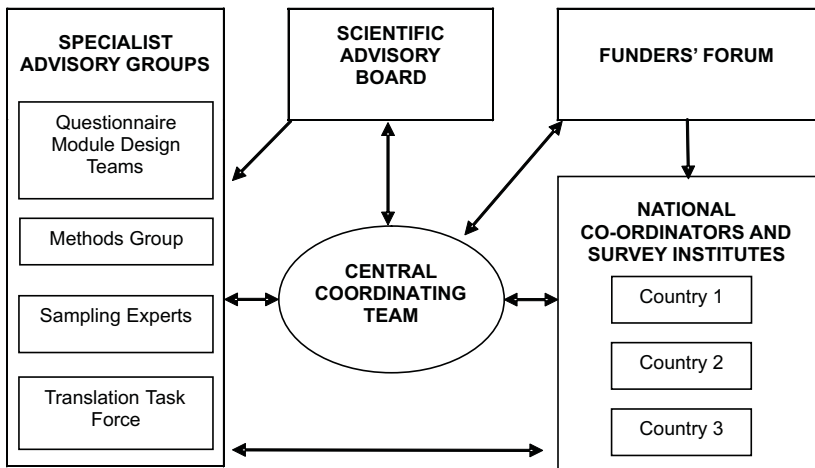 SPECIALIST
ADVISORY GROUPS
Questionnaire
Module Design
Teams
Methods Group
Sampling Experts
Translation Task
Force
SCIENTIFIC
ADVISORY
BOARD
CENTRAL
COORDINATING
TEAM
FUNDERS’ FORUM
NATIONAL
CO-ORDINATORS AND
SURVEY INSTITUTES
Country 1
Country 2
Country 3